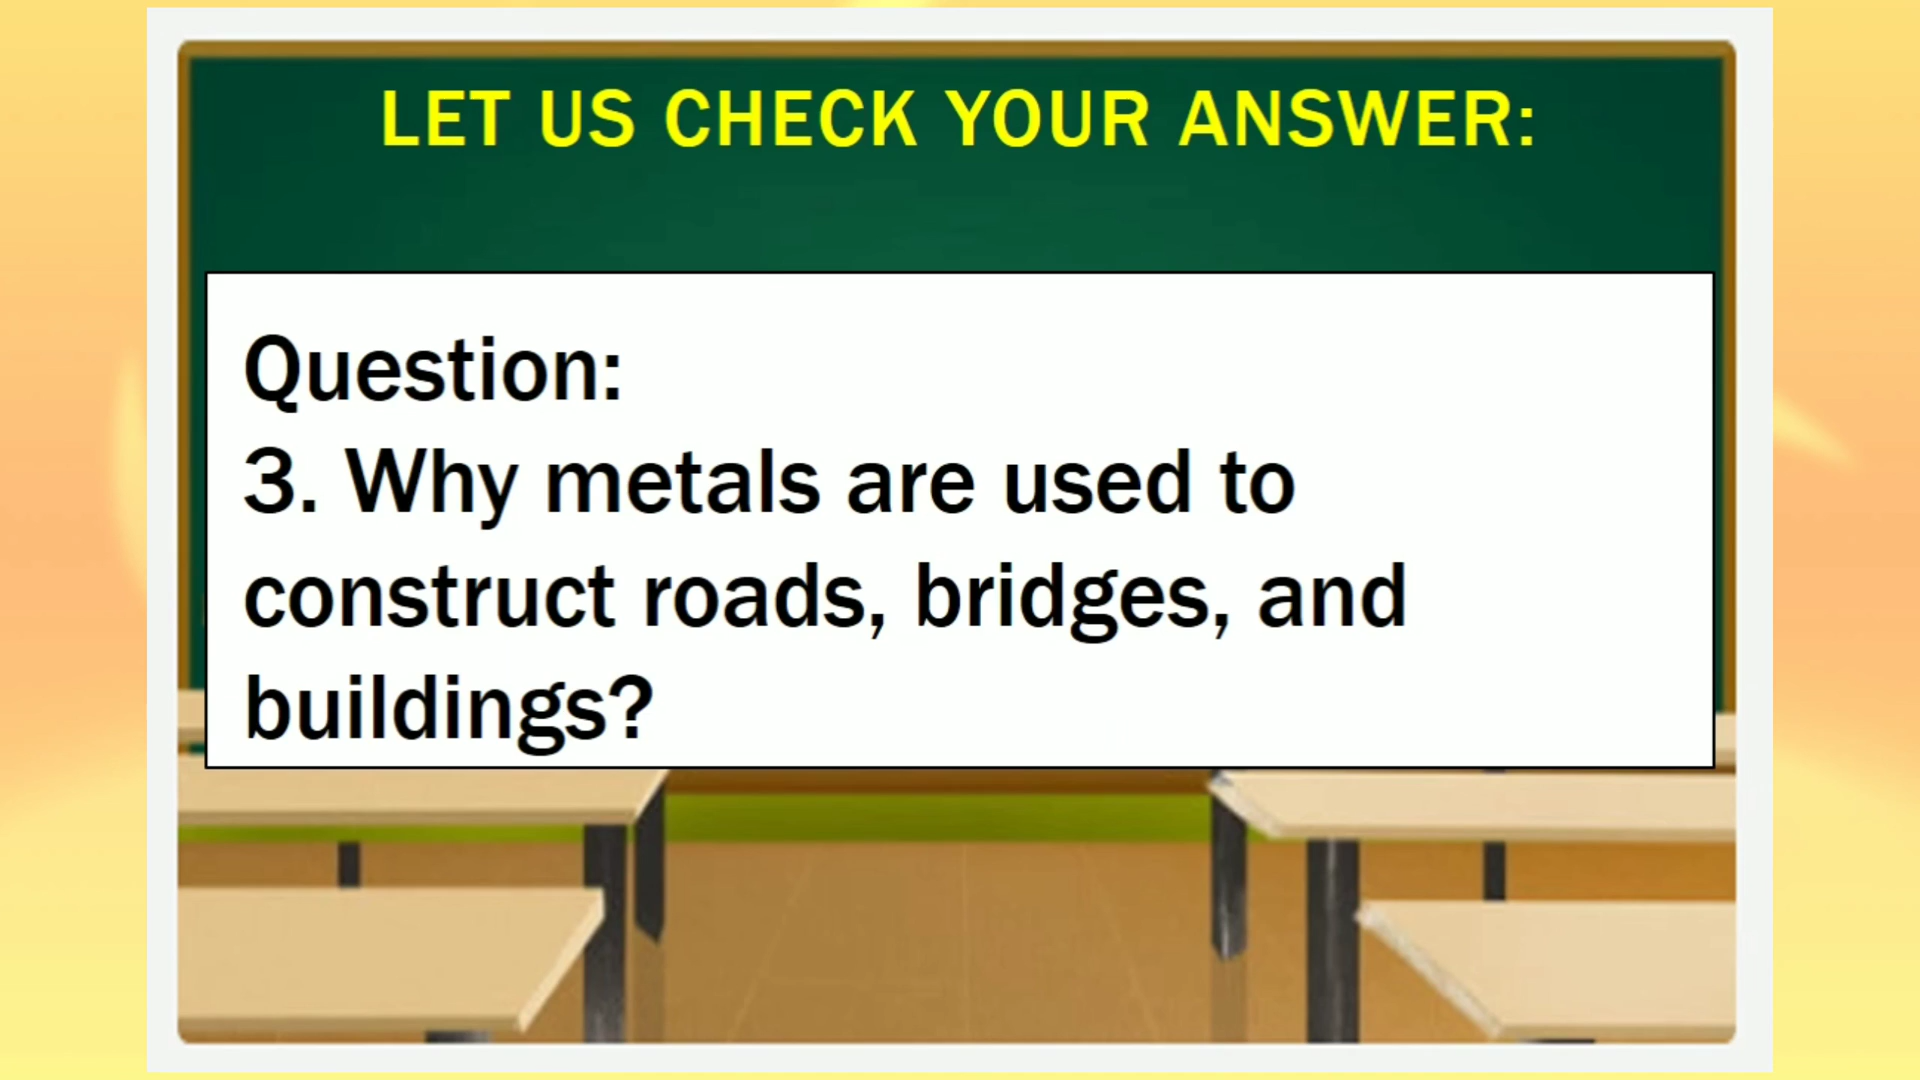 LET US CHECK YOUR ANSWER:
Question:
3. Why metals are used to
construct roads, bridges, and
buildings?